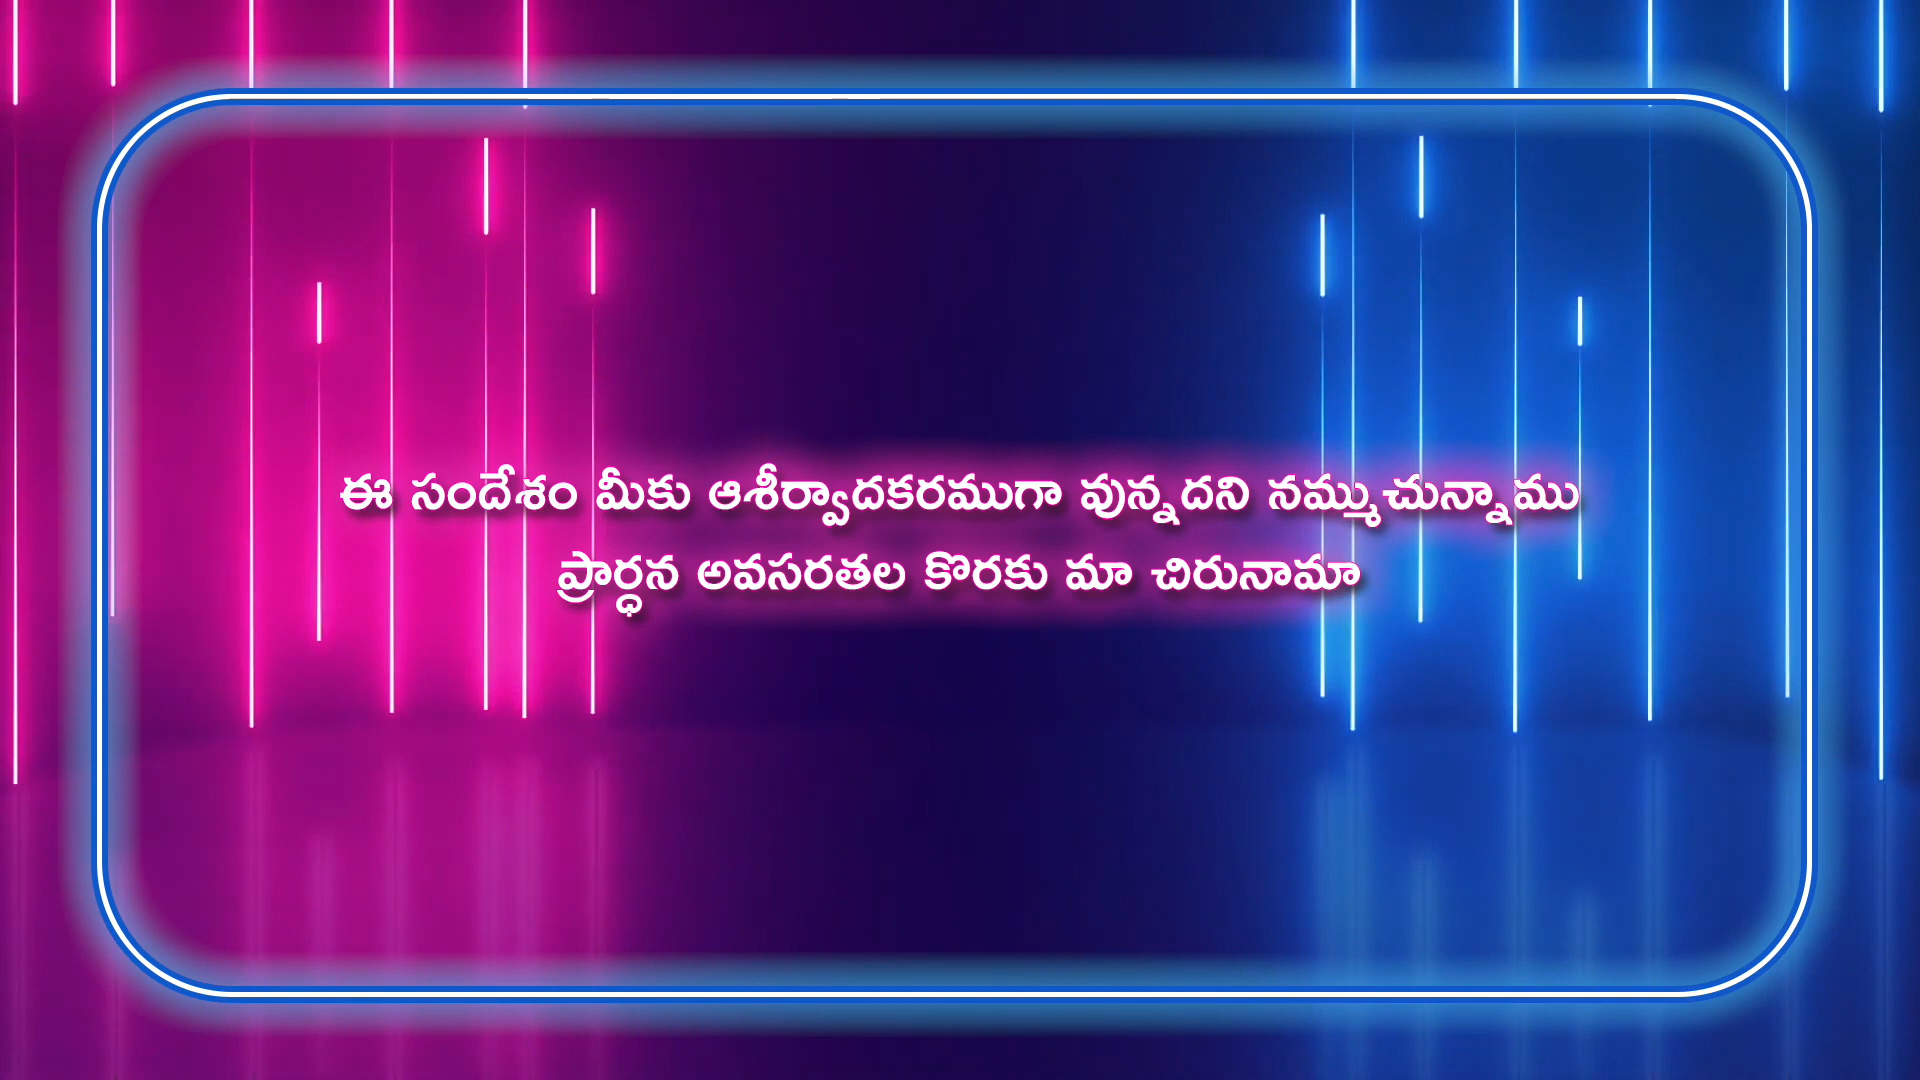 ఈ సందేశం మీకు ఆశీర్వాదకరముగా వున్నదని నమ్ముచున్నాము
ప్రార్ధన అవసరతల కొరకు మా చిరునామా